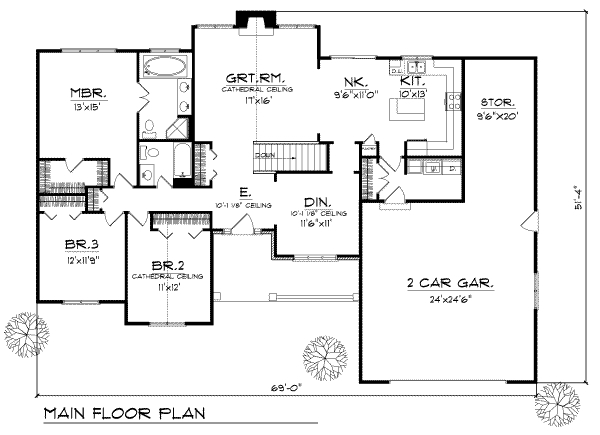 GRT.RM.
CATHEDRAL CEILING
17'X16'
MBR.
13'X15'
NK.
9'6"X11'0"
KIT.
10'X13'
D.W.
STOR.
9'6"X20'
DOWN
E.
10'-1 1/8" CEILING
DIN.
10'-1 1/8" CEILING
11'6"X11'
W.
D.
BR.3
12'X11'9"
BR.2
CATHEDRAL CEILING
11'X12'
2 CAR GAR.
24'X24'6"
51'-4"
69'-0"
MAIN FLOOR PLAN